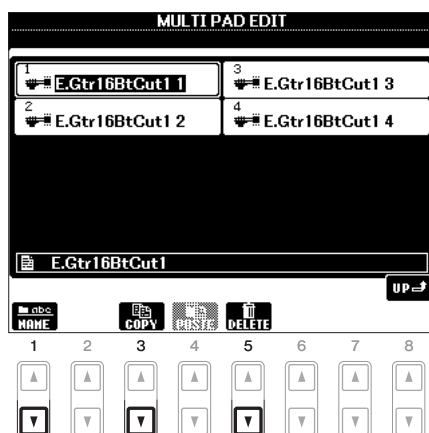 MULTI PAD EDIT
1 E.Gtr16BtCut1 1
3 E.Gtr16BtCut1 3
2 E.Gtr16BtCut1 2
4 E.Gtr16BtCut1 4
E.Gtr16BtCut1
UP
abc
NAME COPY PASTE DELETE
1 2 3 4 5 6 7 8